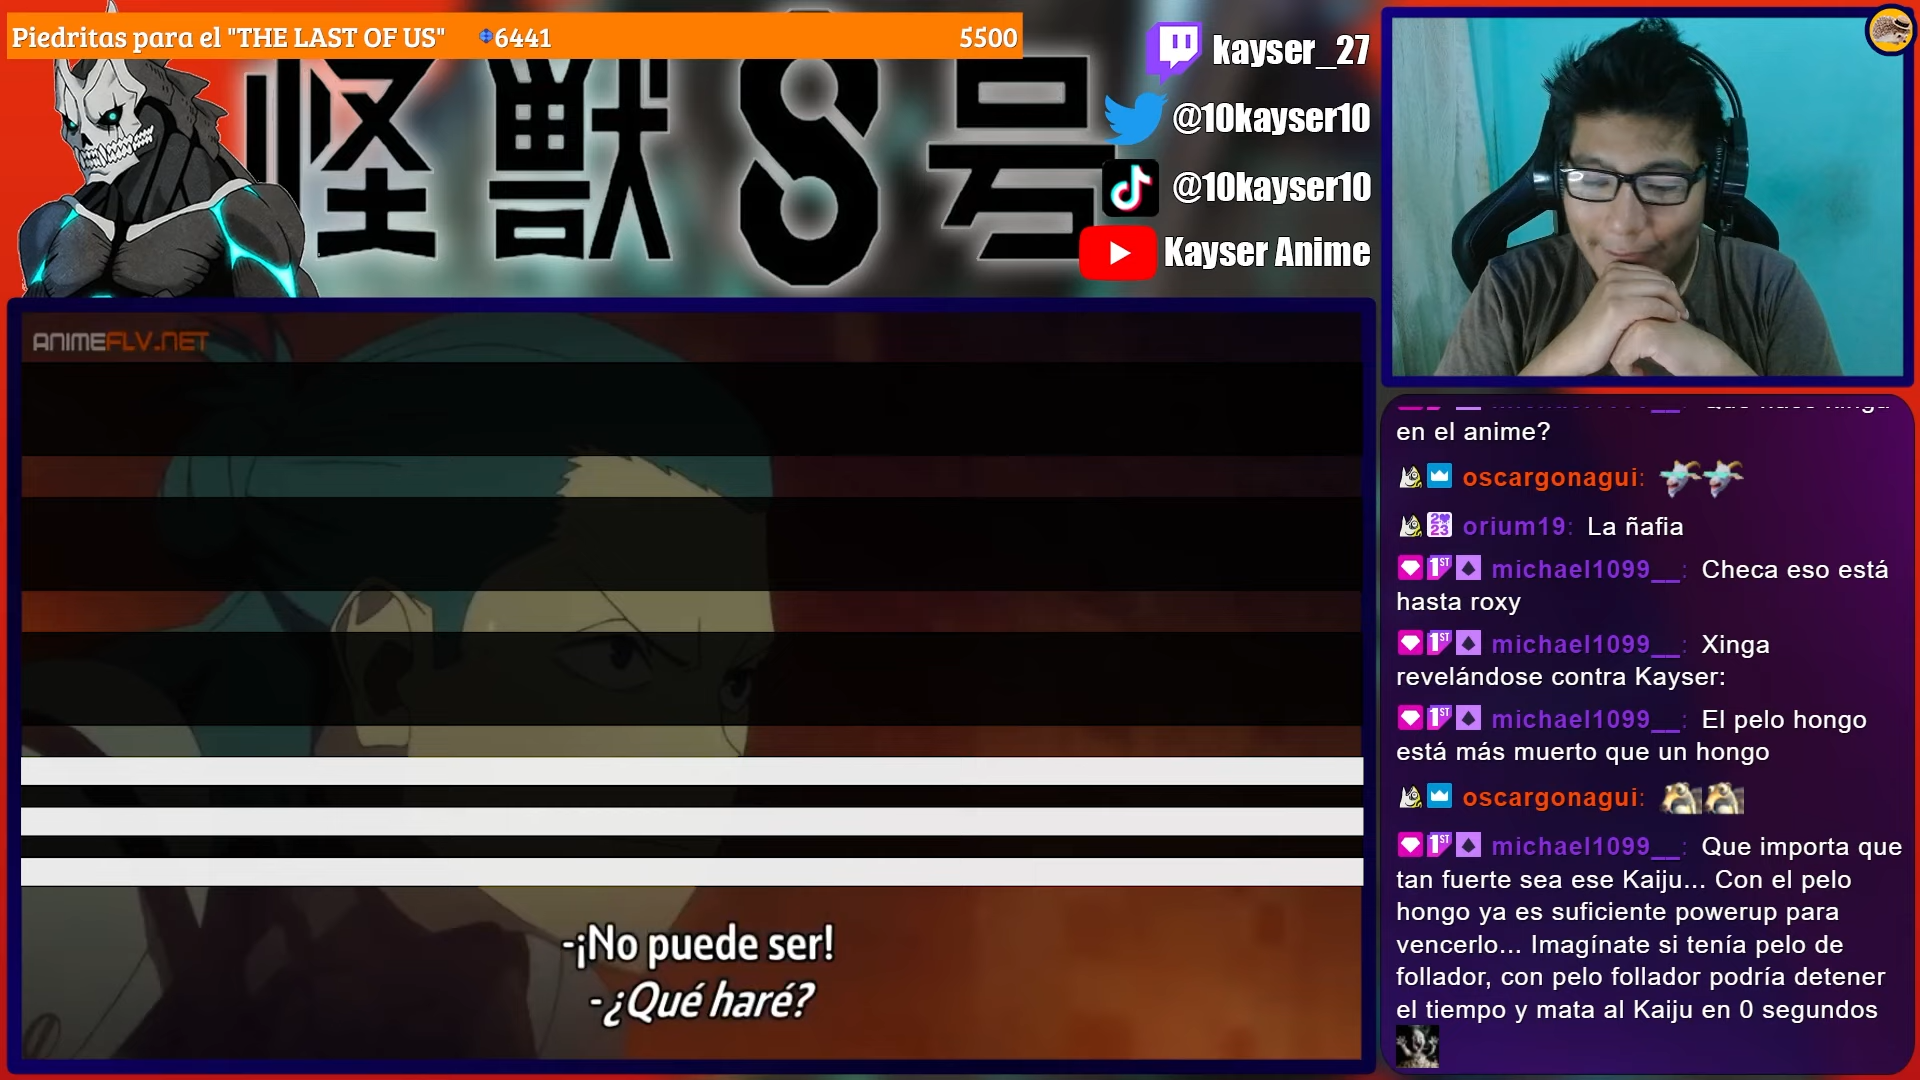 Piedritas para el "THE LAST OF US" 6441 5500
怪獣8号
kayser_27
@10kayser10
@10kayser10
Kayser Anime
ANIMEFLV.NET
-¡No puede ser!
-¿Qué haré?
en el anime?
oscargonagui:
orium19: La ñafia
michael1099__: Checa eso está
hasta roxy
michael1099__: Xinga
revelándose contra Kayser:
michael1099__: El pelo hongo
está más muerto que un hongo
oscargonagui:
michael1099__: Que importa que
tan fuerte sea ese Kaiju... Con el pelo
hongo ya es suficiente powerup para
vencerlo... Imagínate si tenía pelo de
follador, con pelo follador podría detener
el tiempo y mata al Kaiju en 0 segundos